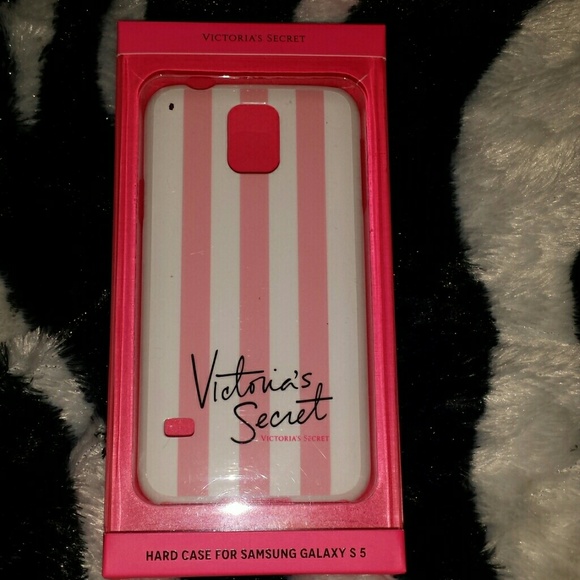 VICTORIA'S SECRET
Victoria's
Secret
VICTORIA'S SECRET
HARD CASE FOR SAMSUNG GALAXY S 5